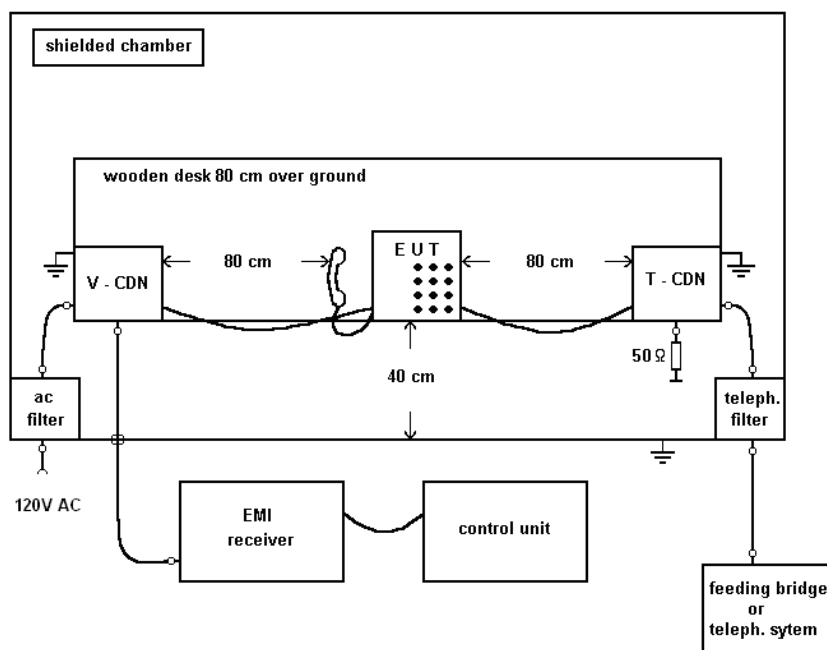 shielded chamber
wooden desk 80 cm over ground
V - CDN
80 cm
E U T
80 cm
T - CDN
50 Ω
40 cm
ac
filter
teleph.
filter
120V AC
EMI
receiver
control unit
feeding bridge
or
teleph. sytem